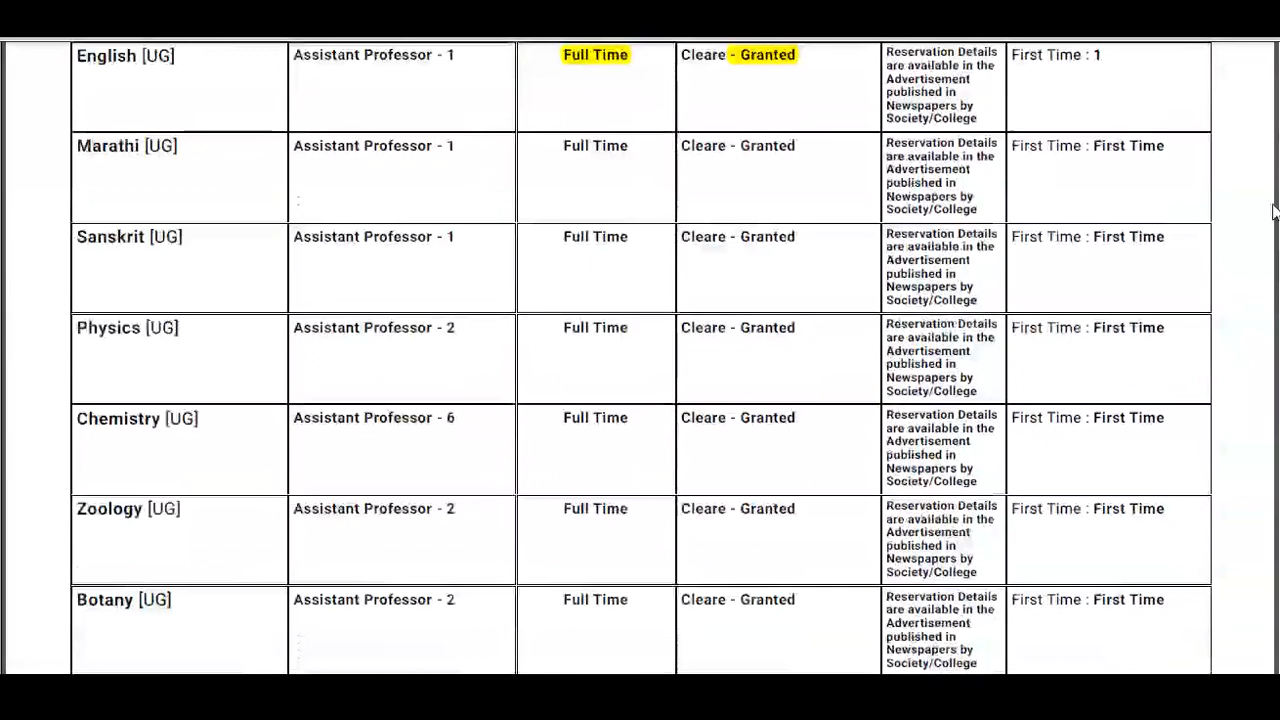 English [UG] Assistant Professor - 1 Full Time Cleare - Granted Reservation Details First Time : 1
are available in the
Advertisement
published in
Newspapers by
Society/College
Marathi [UG] Assistant Professor - 1 Full Time Cleare - Granted Reservation Details First Time : First Time
are available in the
Advertisement
published in
Newspapers by
Society/College
Sanskrit [UG] Assistant Professor - 1 Full Time Cleare - Granted Reservation Details First Time : First Time
are available in the
Advertisement
published in
Newspapers by
Society/College
Physics [UG] Assistant Professor - 2 Full Time Cleare - Granted Reservation Details First Time : First Time
are available in the
Advertisement
published in
Newspapers by
Society/College
Chemistry [UG] Assistant Professor - 6 Full Time Cleare - Granted Reservation Details First Time : First Time
are available in the
Advertisement
published in
Newspapers by
Society/College
Zoology [UG] Assistant Professor - 2 Full Time Cleare - Granted Reservation Details First Time : First Time
are available in the
Advertisement
published in
Newspapers by
Society/College
Botany [UG] Assistant Professor - 2 Full Time Cleare - Granted Reservation Details First Time : First Time
are available in the
Advertisement
published in
Newspapers by
Society/College